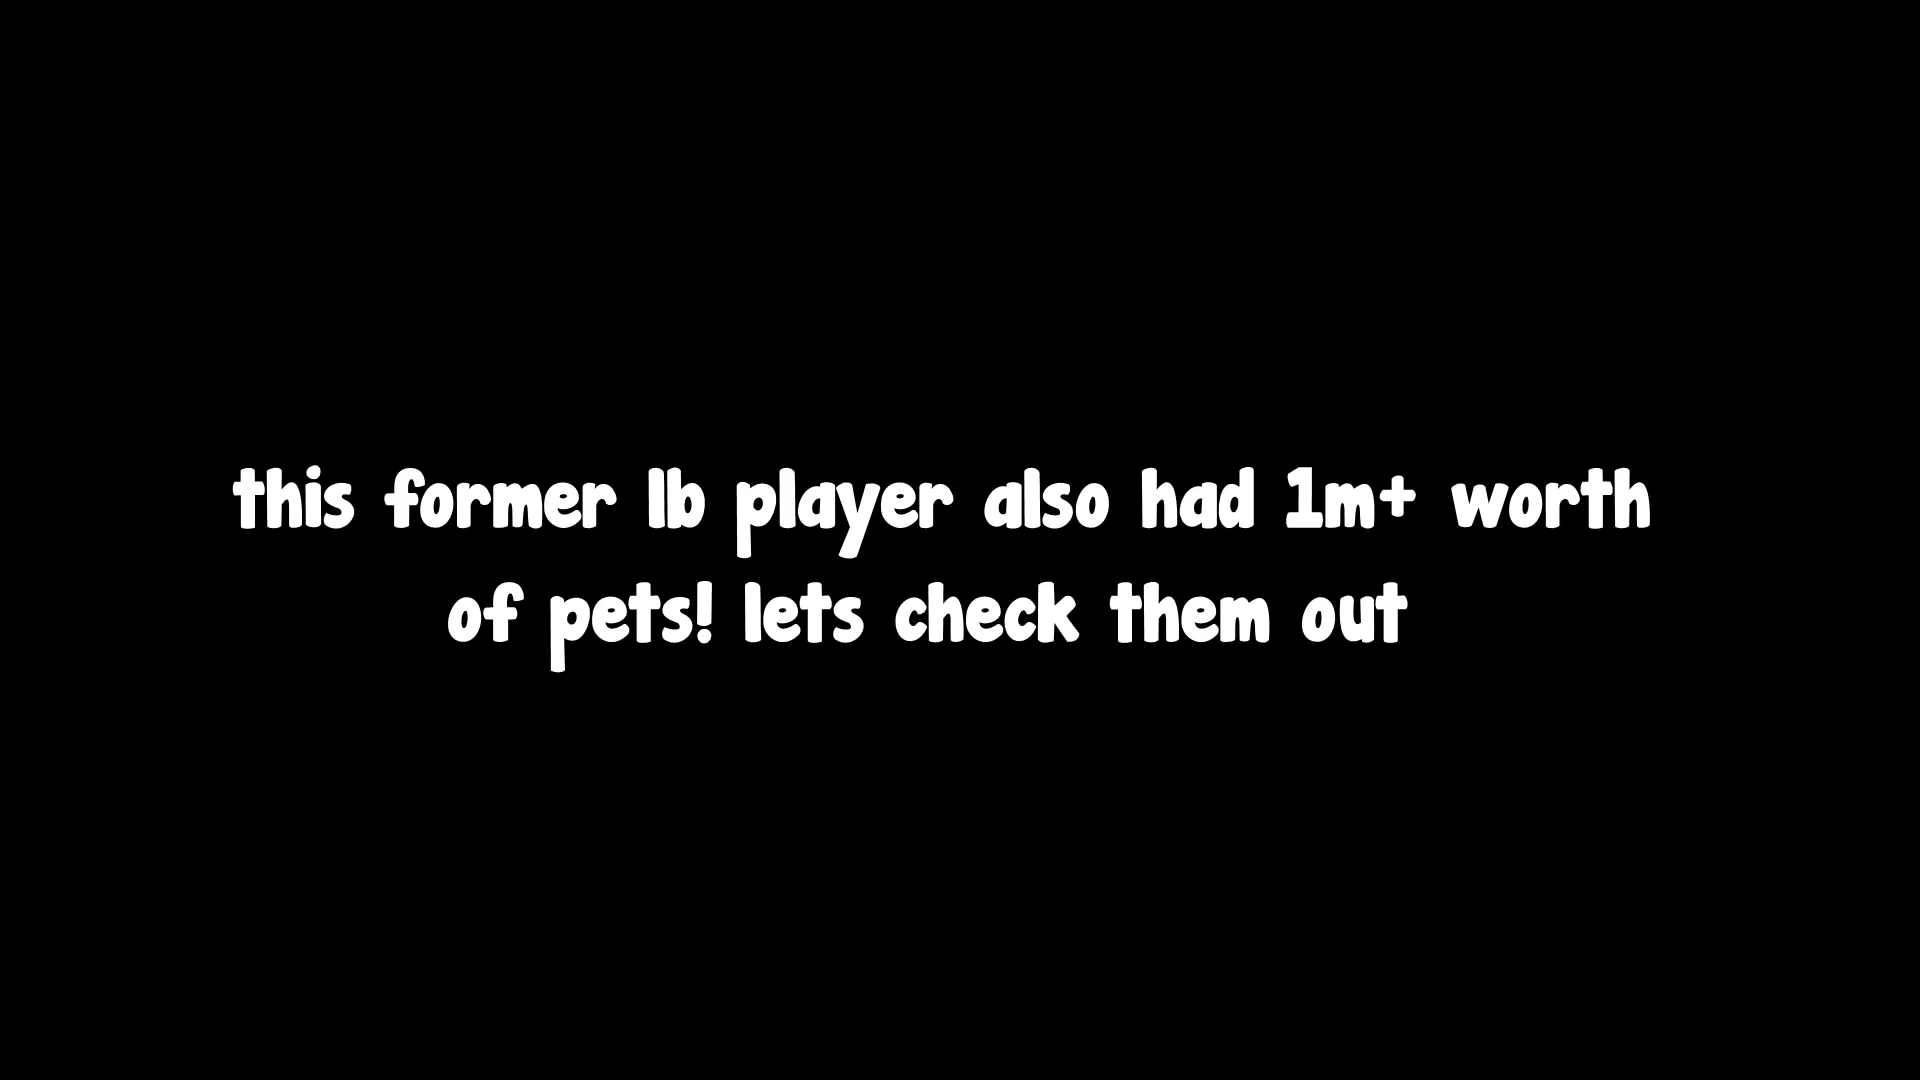 this former lb player also had 1m+ worth
of pets! lets check them out